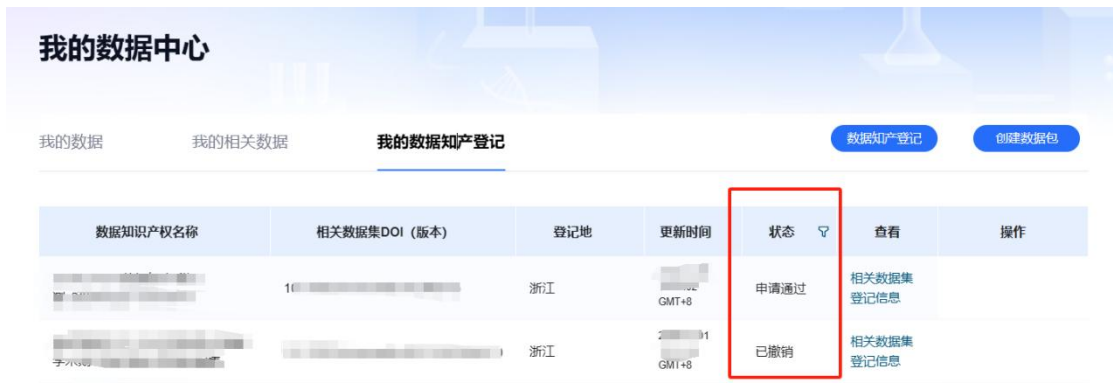 我的数据中心
我的数据 我的相关数据 我的数据知产登记 数据知产登记 创建数据包
数据知识产权名称 相关数据集DOI（版本） 登记地 更新时间 状态 查看 操作
浙江 GMT+8 申请通过 相关数据集
登记信息
浙江 GMT+8 已撤销 相关数据集
登记信息